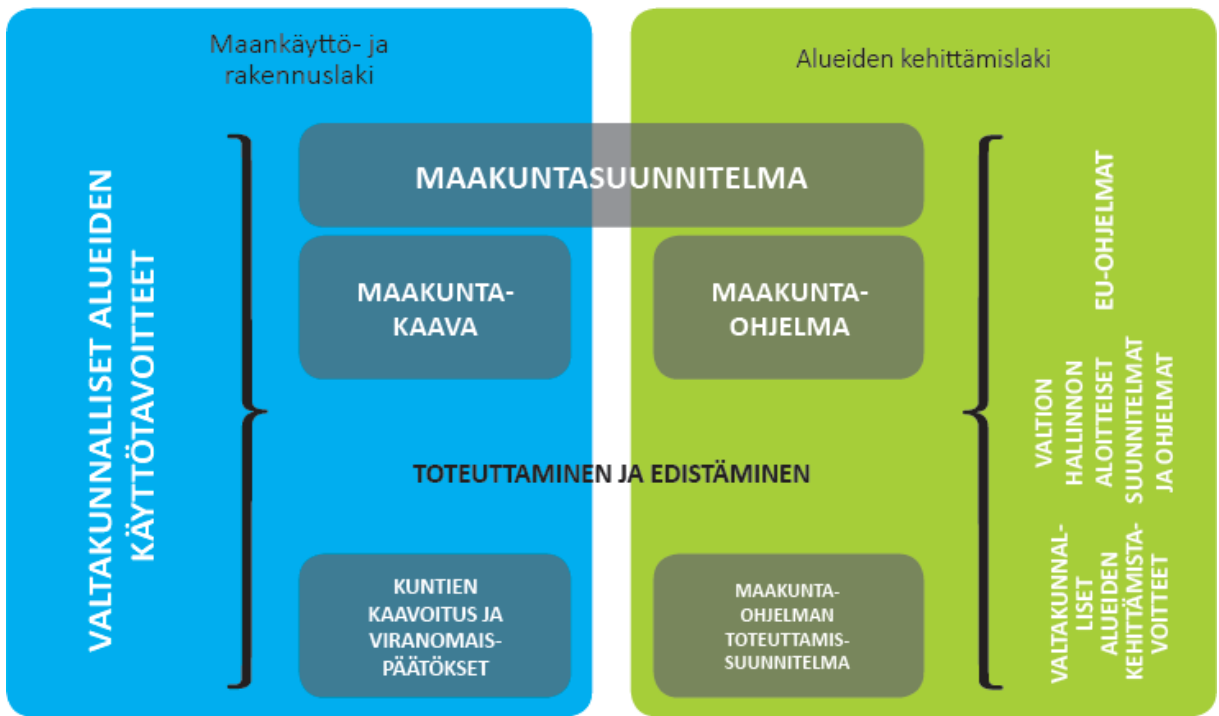 Maankäyttö- ja
rakennuslaki
Alueiden kehittämislaki
VALTAKUNNALLISET ALUEIDEN
KÄYTTÖTAVOITTEET
MAAKUNTASUUNNITELMA
MAAKUNTA-
KAAVA
MAAKUNTA-
OHJELMA
TOTEUTTAMINEN JA EDISTÄMINEN
KUNTIEN
KAAVOITUS JA
VIRANOMAIS-
PÄÄTÖKSET
MAAKUNTA-
OHJELMAN
TOTEUTTAMIS-
SUUNNITELMA
EU-OHJELMAT
VALTION
HALLINNON
ALOITTEISET
SUUNNITELMAT
JA OHJELMAT
VALTAKUNNAL-
LISET
ALUEIDEN
KEHITTÄMISTA-
VOITTEET